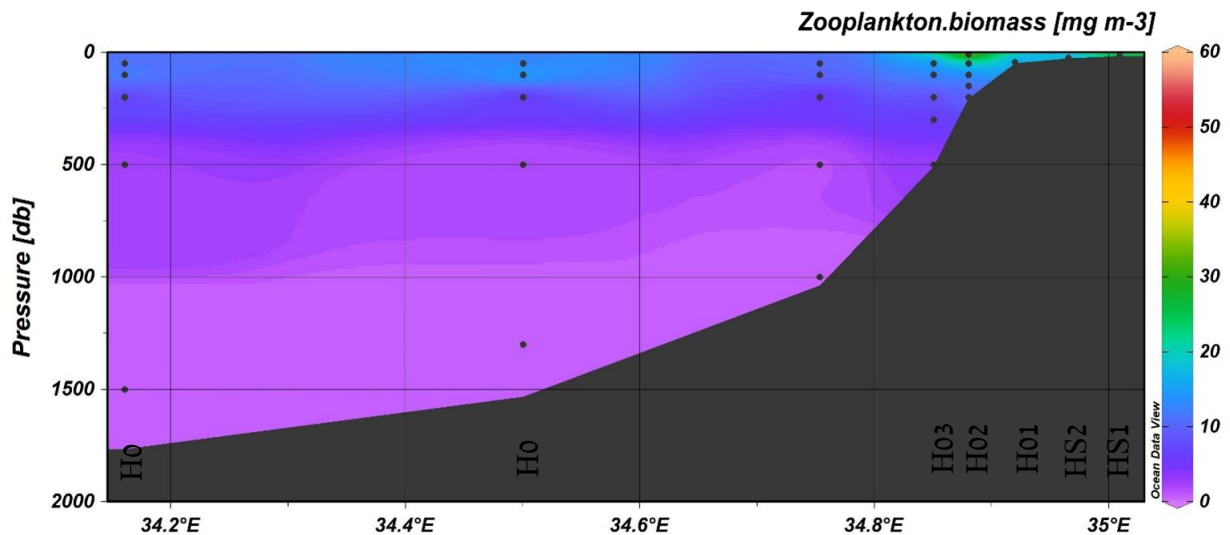 Zooplankton.biomass [mg m-3]
Pressure [db]
0
500
1000
1500
2000
H0
H0
H03
H02
H01
HS2
HS1
34.2°E
34.4°E
34.6°E
34.8°E
35°E
60
50
40
30
20
10
0
Ocean Data View